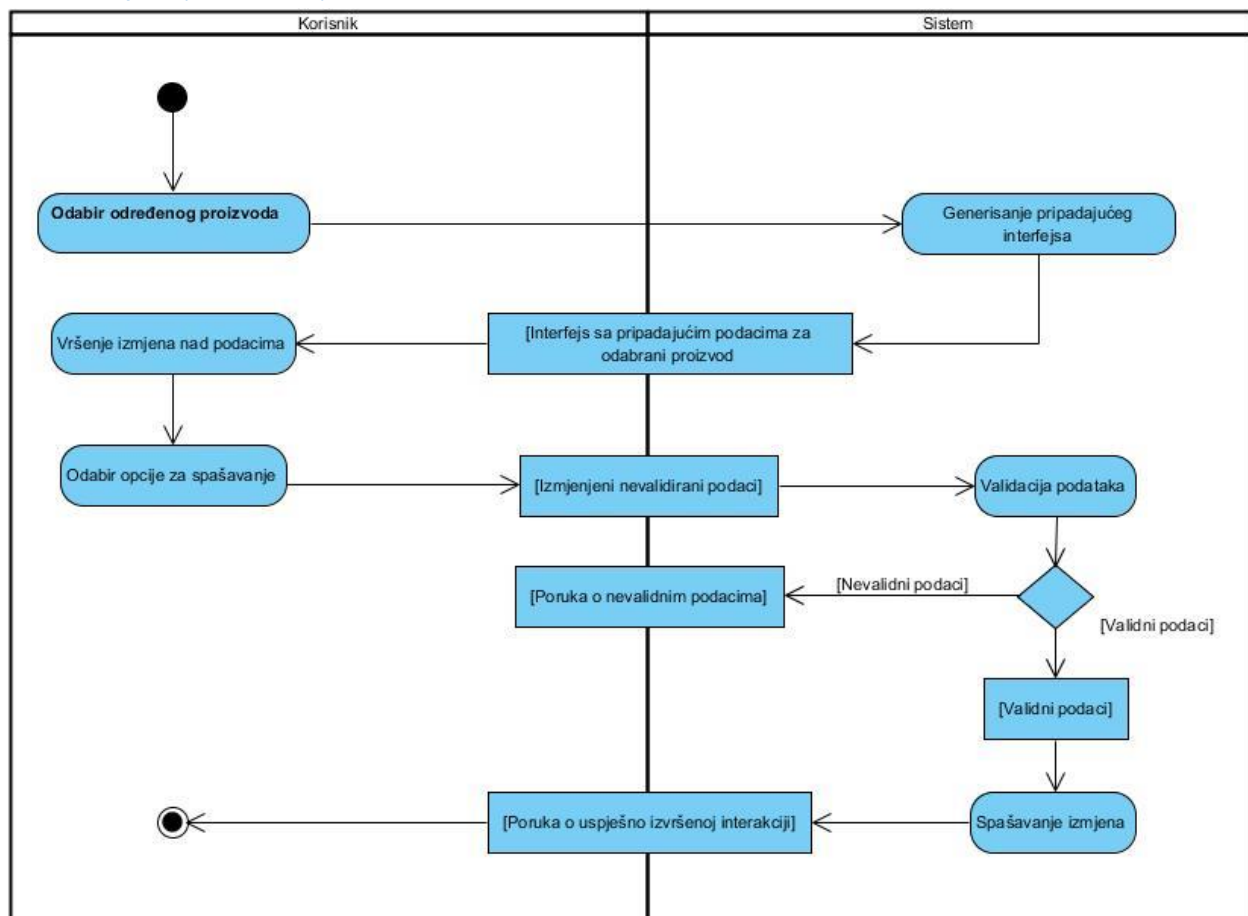 Korisnik
Sistem
Odabir određenog proizvoda
Generisanje pripadajućeg
interfejsa
Vršenje izmjena nad podacima
[Interfejs sa pripadajućim podacima za
odabrani proizvod
Odabir opcije za spašavanje
[Izmjenjeni nevalidirani podaci]
Validacija podataka
[Poruka o nevalidnim podacima]
[Nevalidni podaci]
[Validni podaci]
[Validni podaci]
[Poruka o uspješno izvršenoj interakciji]
Spašavanje izmjena